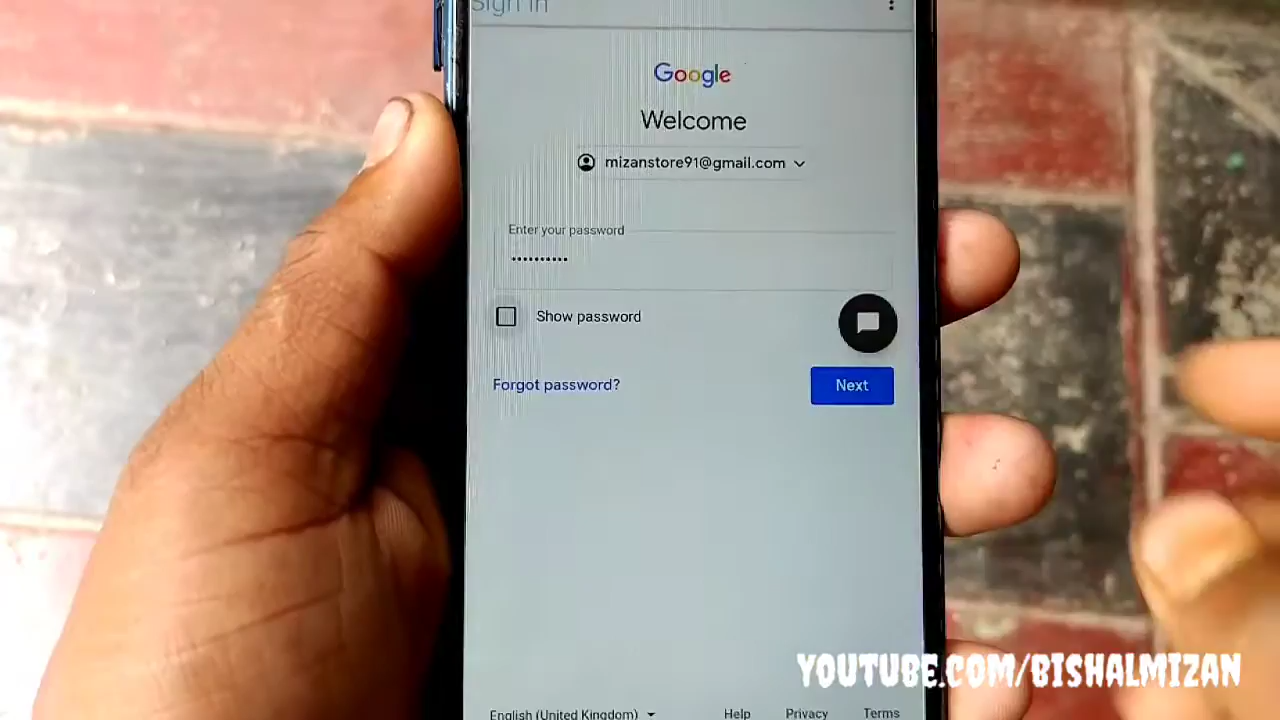 Sign in
Google
Welcome
mizanstore91@gmail.com
Enter your password
••••••••••
Show password
Forgot password?
Next
English (United Kingdom)
Help
Privacy
Terms
YOUTUBE.COM/BISHALMIZAN